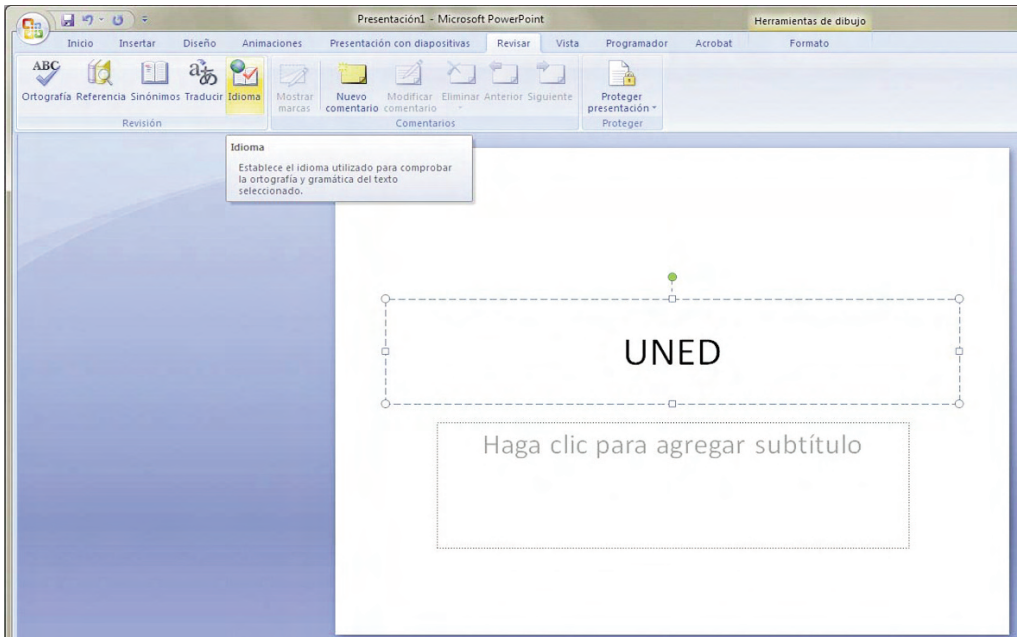 Presentación1 - Microsoft PowerPoint
Herramientas de dibujo
Inicio Insertar Diseño Animaciones Presentación con diapositivas Revisar Vista Programador Acrobat Formato
ABC
Ortografía Referencia Sinónimos Traducir Idioma Mostrar marcas Nuevo comentario Modificar comentario Eliminar Anterior Siguiente Proteger presentación
Revisión Comentarios Proteger
Idioma
Establece el idioma utilizado para comprobar
la ortografía y gramática del texto
seleccionado.
UNED
Haga clic para agregar subtítulo